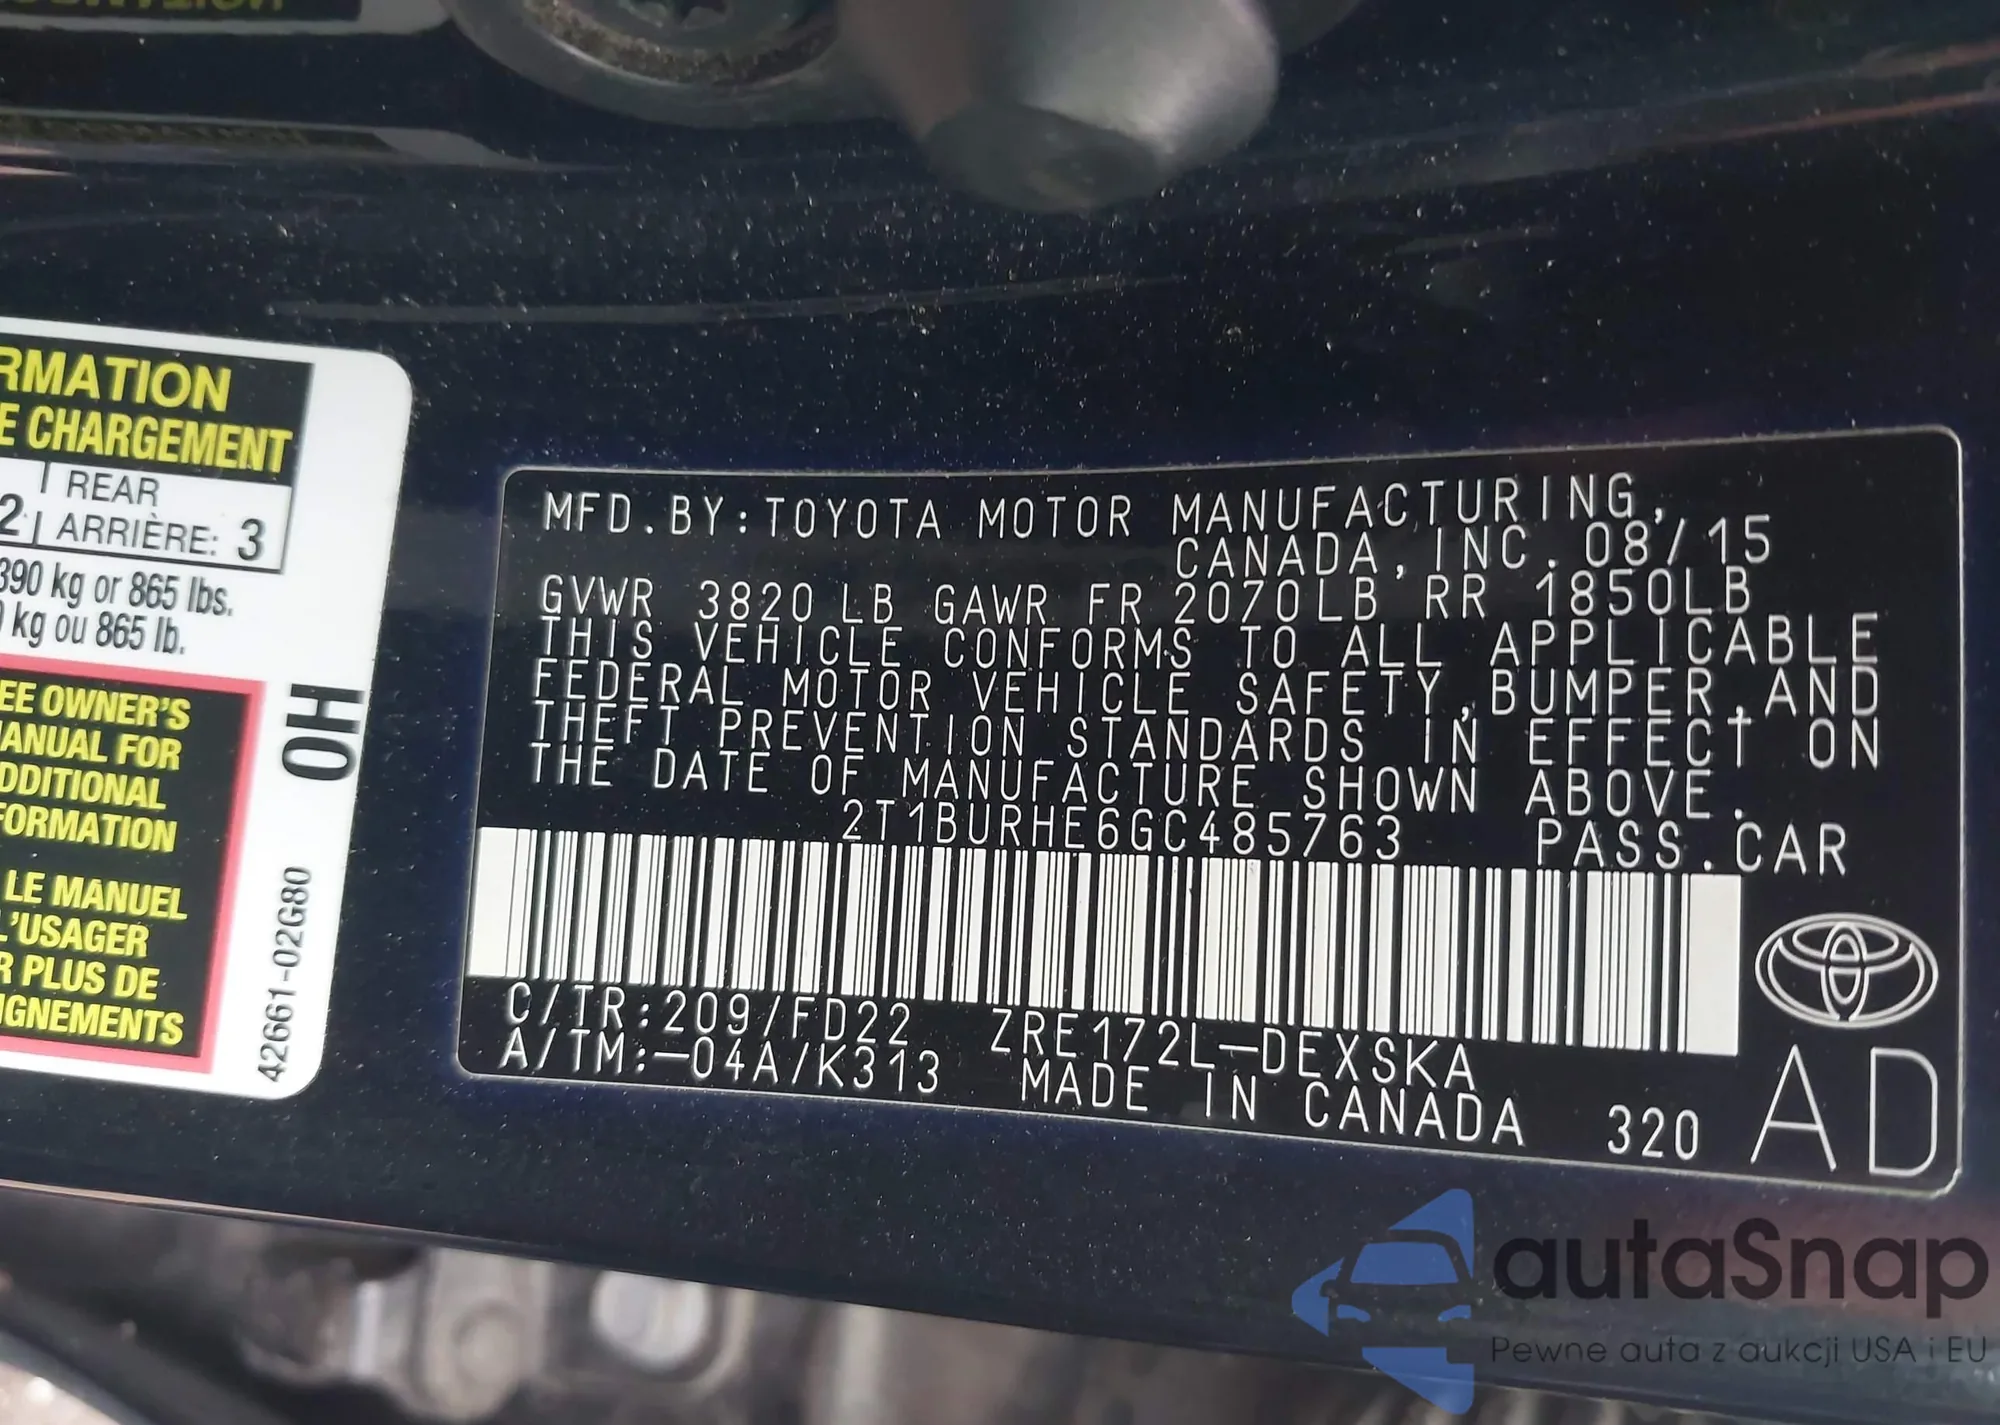 RMATION
E CHARGEMENT
REAR
2 ARRIÈRE: 3
390 kg or 865 lbs.
kg ou 865 lb.
EE OWNER'S
ANUAL FOR
DDITIONAL
FORMATION
LE MANUEL
L'USAGER
R PLUS DE
IGNEMENTS
0H
42661-02G80
MFD.BY:TOYOTA MOTOR MANUFACTURING,
CANADA,INC. 08/15
GVWR 3820LB GAWR FR 2070LB RR 1850LB
THIS VEHICLE CONFORMS TO ALL APPLICABLE
FEDERAL MOTOR VEHICLE SAFETY,BUMPER,AND
THEFT PREVENTION STANDARDS IN EFFECT ON
THE DATE OF MANUFACTURE SHOWN ABOVE.
2T1BURHE6GC485763 PASS.CAR
C/TR:209/FD22 ZRE172L-DEXSKA
A/TM:-04A/K313 MADE IN CANADA 320
AD
autaSnap
Pewne auta z aukcji USA i EU